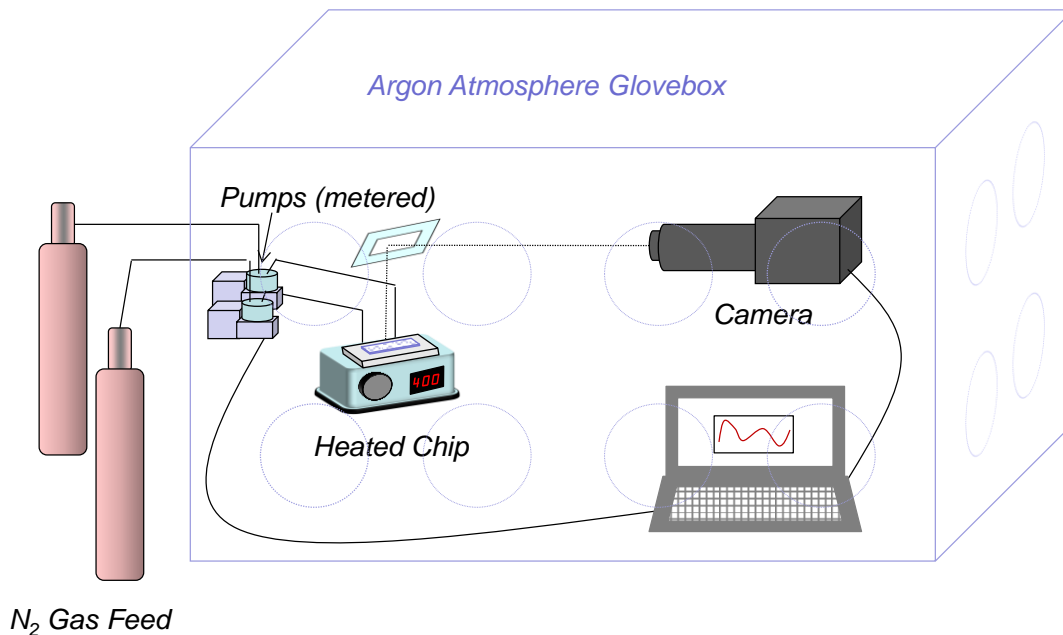 Argon Atmosphere Glovebox
Pumps (metered)
Camera
400
Heated Chip
N₂ Gas Feed